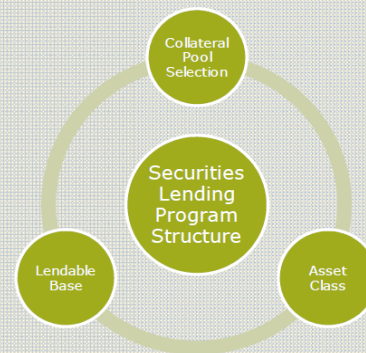 Collateral
Pool
Selection
Securities
Lending
Program
Structure
Lendable
Base
Asset
Class